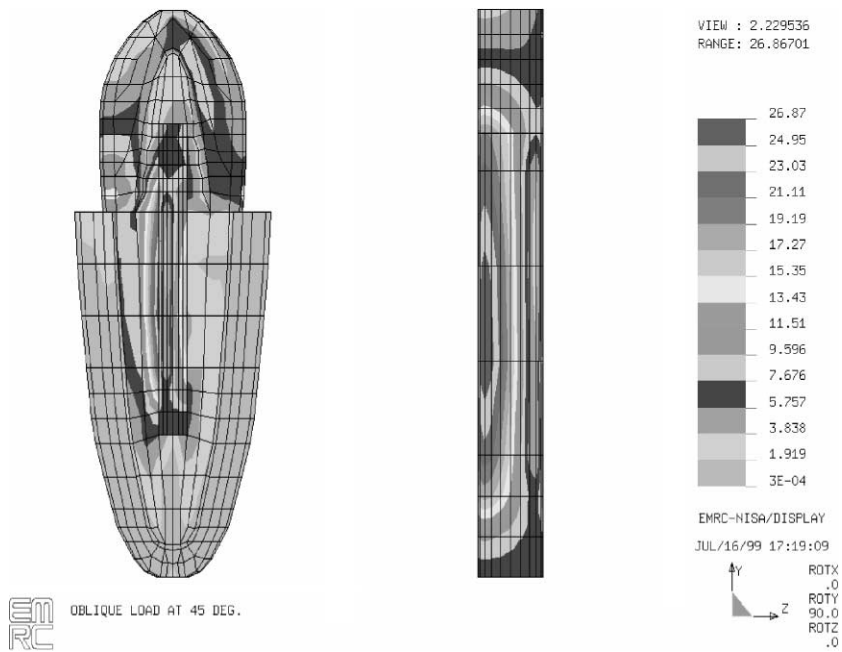 VIEW : 2.229536
RANGE: 26.86701
26.87
24.95
23.03
21.11
19.19
17.27
15.35
13.43
11.51
9.596
7.676
5.757
3.838
1.919
3E-04
EMRC-NISA/DISPLAY
JUL/16/99 17:19:09
Y
Z
ROTX
.0
ROTY
90.0
ROTZ
.0
EM
RC
OBLIQUE LOAD AT 45 DEG.